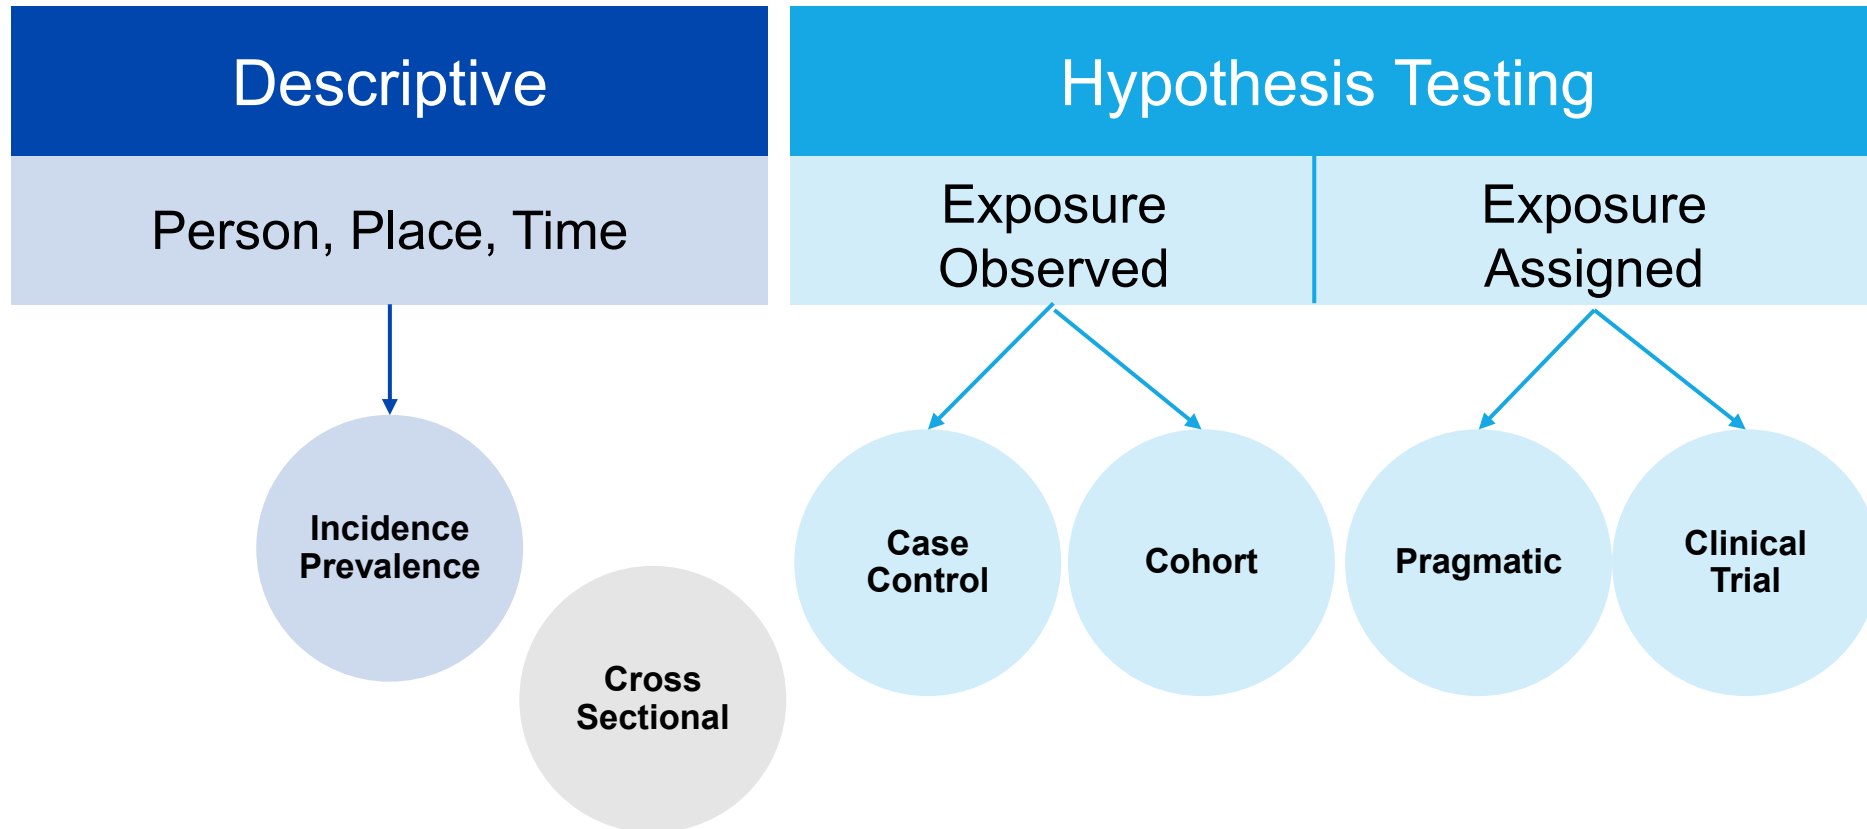 Descriptive
Hypothesis Testing
Person, Place, Time
Exposure
Observed
Exposure
Assigned
Incidence
Prevalence
Cross
Sectional
Case
Control
Cohort
Pragmatic
Clinical
Trial